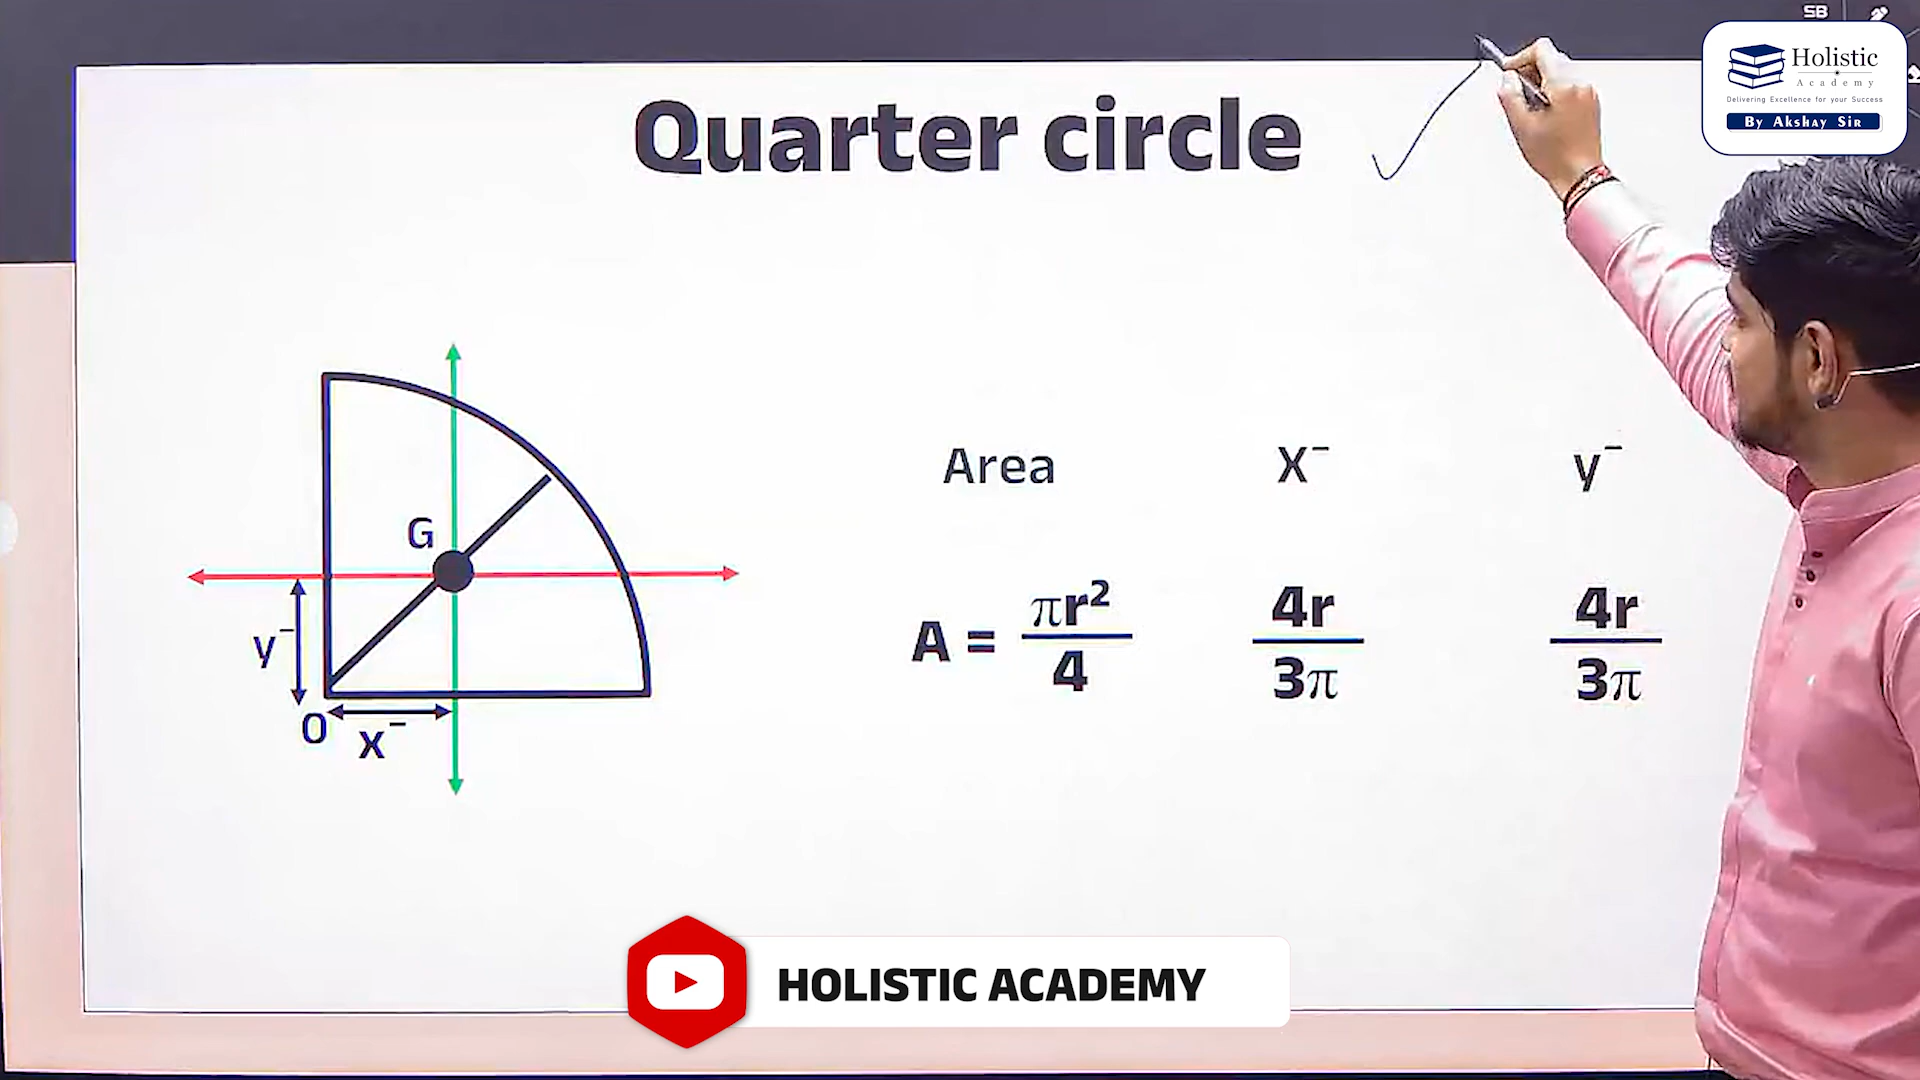 SB
Holistic
Academy
Delivering Excellence for your Success
By Akshay Sir
Quarter circle
G
y⁻
O
x⁻
Area X⁻ y⁻
A = πr²/4 4r/3π 4r/3π
HOLISTIC ACADEMY